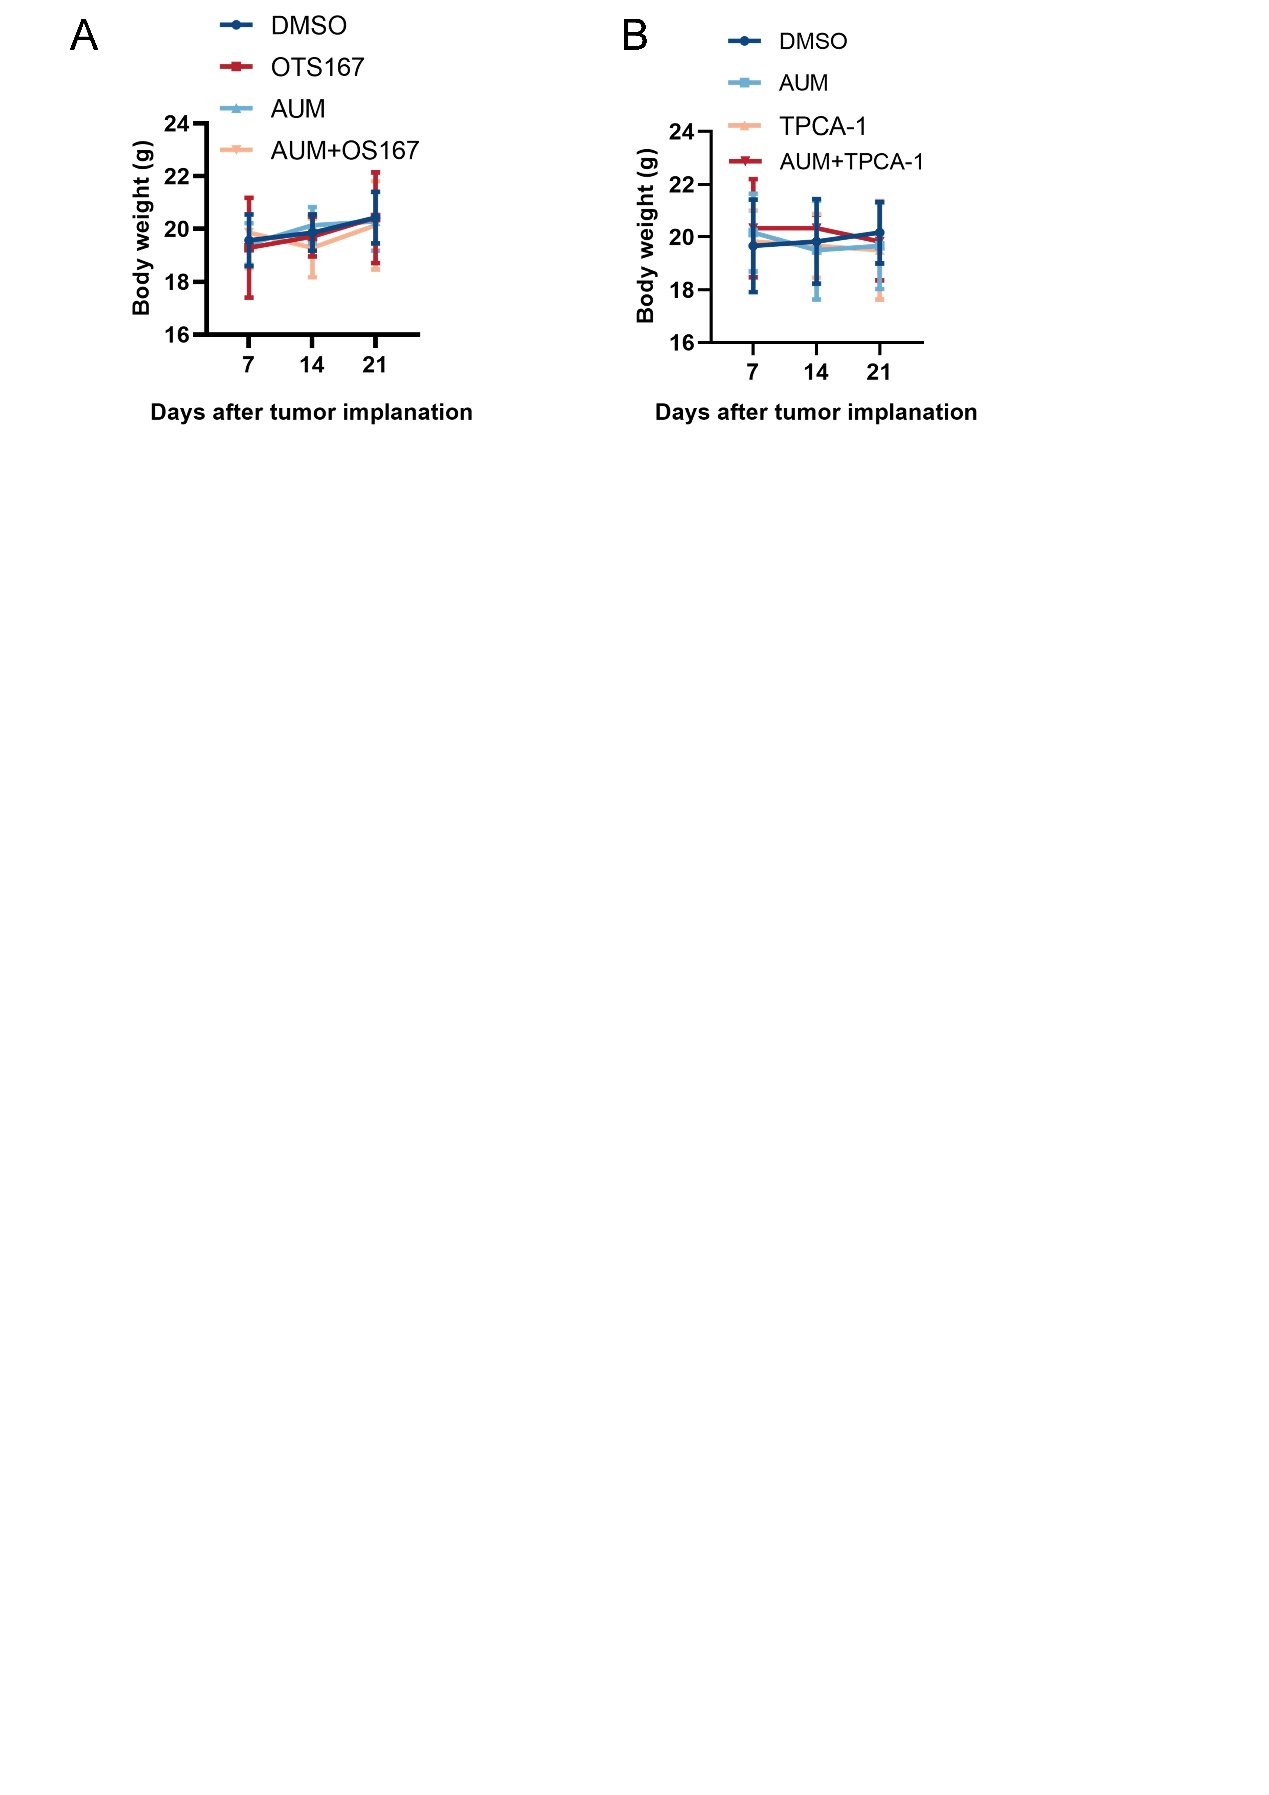 A
DMSO
OTS167
AUM
AUM+OS167
Body weight (g)
24
22
20
18
16
7 14 21
Days after tumor implanation
B
DMSO
AUM
TPCA-1
AUM+TPCA-1
Body weight (g)
24
22
20
18
16
7 14 21
Days after tumor implanation